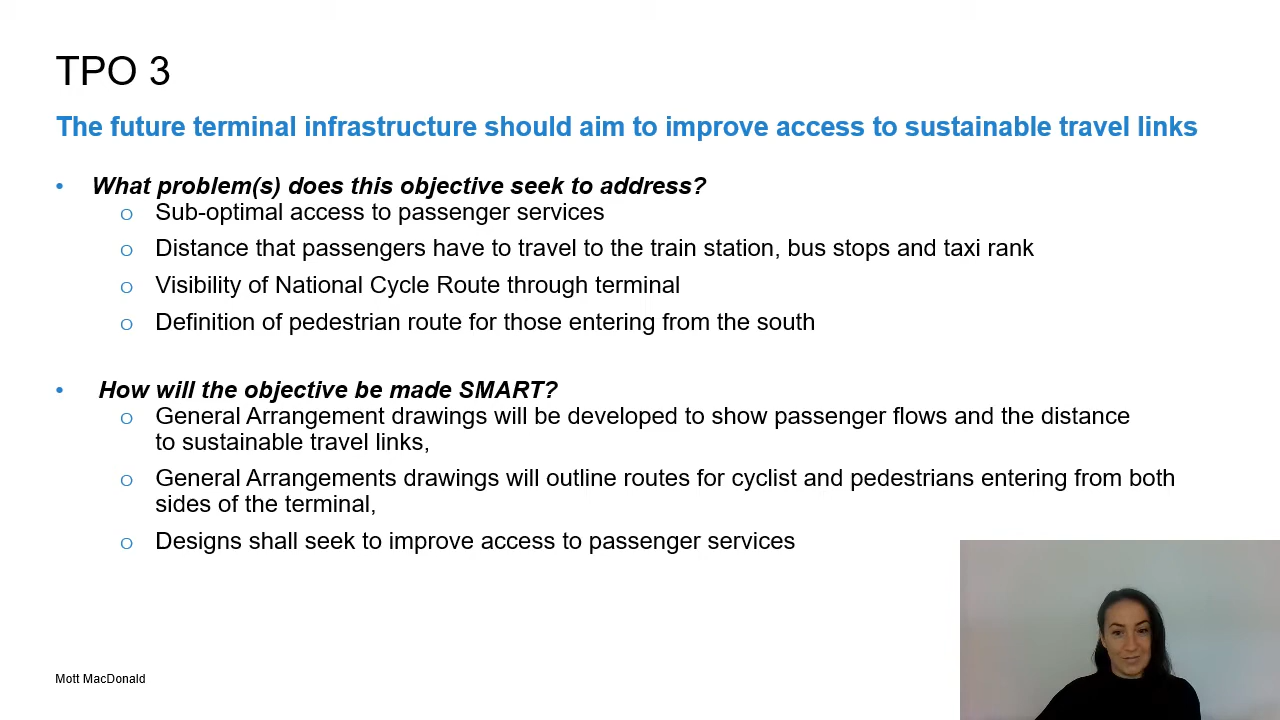 TPO 3
The future terminal infrastructure should aim to improve access to sustainable travel links
• What problem(s) does this objective seek to address?
o Sub-optimal access to passenger services
o Distance that passengers have to travel to the train station, bus stops and taxi rank
o Visibility of National Cycle Route through terminal
o Definition of pedestrian route for those entering from the south
• How will the objective be made SMART?
o General Arrangement drawings will be developed to show passenger flows and the distance
to sustainable travel links,
o General Arrangements drawings will outline routes for cyclist and pedestrians entering from both
sides of the terminal,
o Designs shall seek to improve access to passenger services
Mott MacDonald